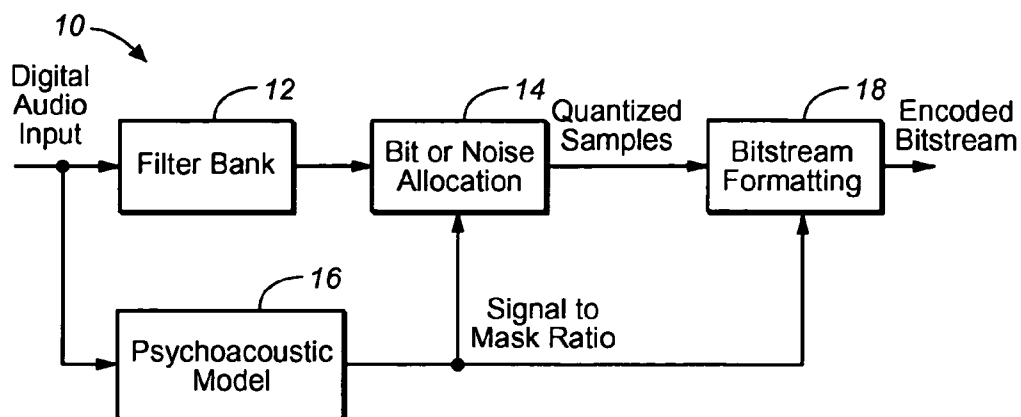 10
Digital
Audio
Input
12
Filter Bank
14
Bit or Noise
Allocation
Quantized
Samples
18
Bitstream
Formatting
Encoded
Bitstream
16
Psychoacoustic
Model
Signal to
Mask Ratio